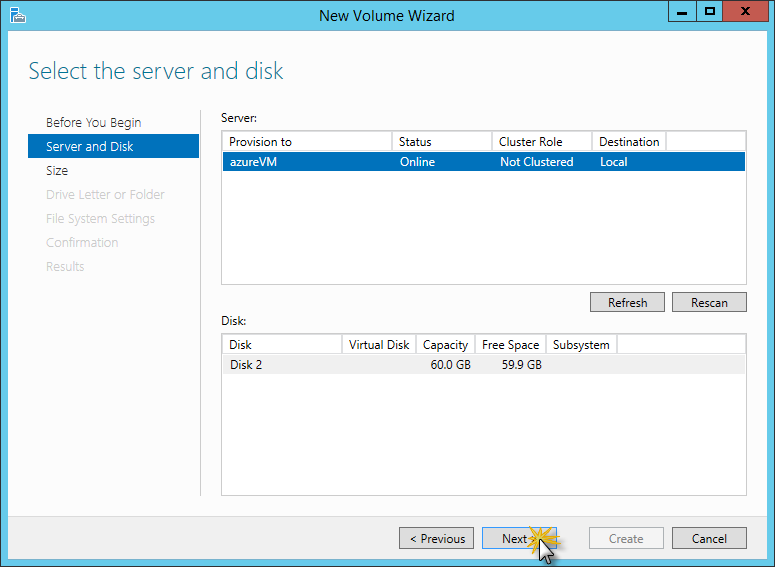 New Volume Wizard
Select the server and disk
Before You Begin
Server and Disk
Size
Drive Letter or Folder
File System Settings
Confirmation
Results
Server:
Provision to Status Cluster Role Destination
azureVM Online Not Clustered Local
Refresh Rescan
Disk:
Disk Virtual Disk Capacity Free Space Subsystem
Disk 2 60.0 GB 59.9 GB
< Previous Next Create Cancel